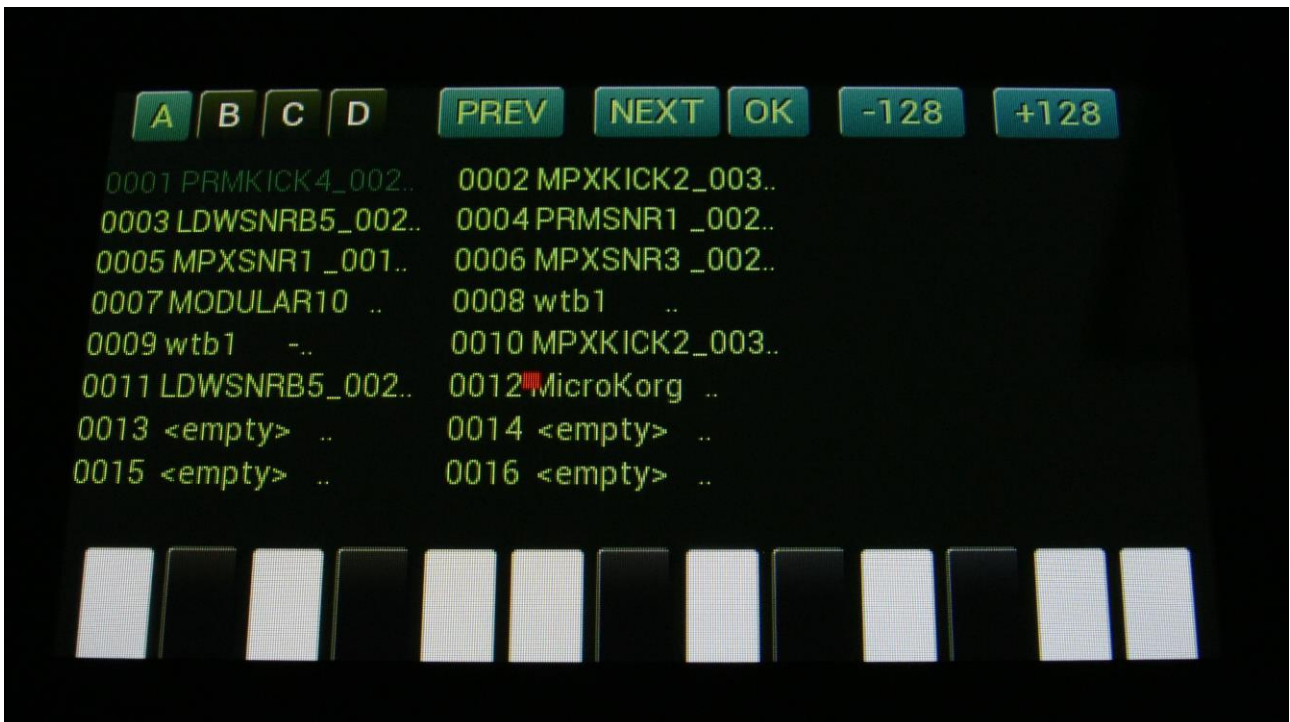 A B C D PREV NEXT OK -128 +128
0001 PRMKICK4_002.. 0002 MPXKICK2_003..
0003 LDWSNRB5_002.. 0004 PRMSNR1 _002..
0005 MPXSNR1 _001.. 0006 MPXSNR3 _002..
0007 MODULAR10 .. 0008 wtb1 ..
0009 wtb1 -.. 0010 MPXKICK2_003..
0011 LDWSNRB5_002.. 0012 MicroKorg ..
0013 <empty> .. 0014 <empty> ..
0015 <empty> .. 0016 <empty> ..